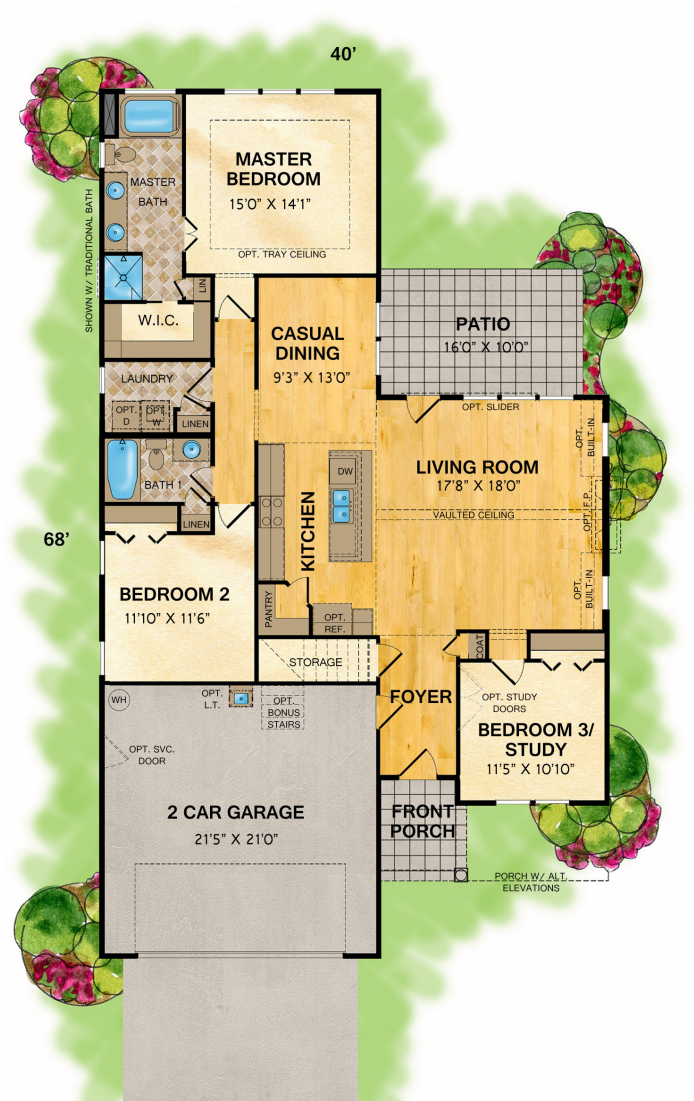 40'
MASTER
BEDROOM
15'0" X 14'1"
OPT. TRAY CEILING
MASTER
BATH
SHOWN W/ TRADITIONAL BATH
LIN
W.I.C.
CASUAL
DINING
9'3" X 13'0"
PATIO
16'0" X 10'0"
LAUNDRY
OPT.
D
OPT.
W
LINEN
OPT. SLIDER
OPT.
BUILT-IN
BATH 1
LINEN
DW
LIVING ROOM
17'8" X 18'0"
VAULTED CEILING
OPT. F.P.
KITCHEN
68'
BEDROOM 2
11'10" X 11'6"
PANTRY
OPT.
REF.
OPT.
BUILT-IN
STORAGE
COAT
FOYER
WH
OPT.
L.T.
OPT.
BONUS
STAIRS
OPT. STUDY
DOORS
BEDROOM 3/
STUDY
11'5" X 10'10"
OPT. SVC.
DOOR
2 CAR GARAGE
21'5" X 21'0"
FRONT
PORCH
PORCH W/ ALT.
ELEVATIONS